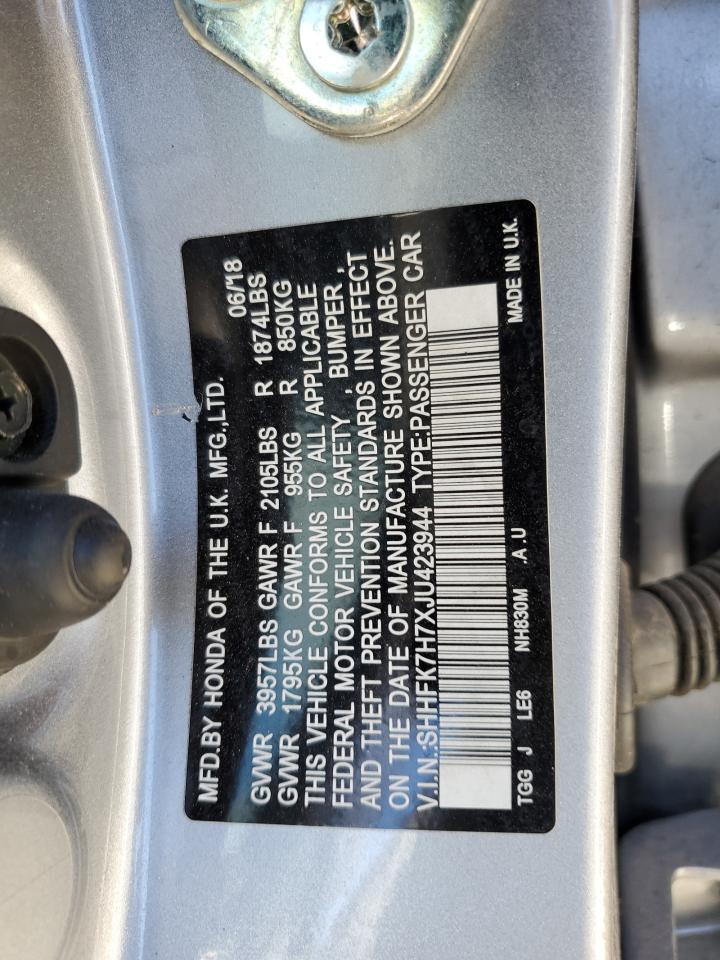 MFD.BY HONDA OF THE U.K. MFG.,LTD. 06/18
GVWR 3957LBS GAWR F 2105LBS R 1874LBS
GVWR 1795KG GAWR F 955KG R 850KG
THIS VEHICLE CONFORMS TO ALL APPLICABLE
FEDERAL MOTOR VEHICLE SAFETY , BUMPER ,
AND THEFT PREVENTION STANDARDS IN EFFECT
ON THE DATE OF MANUFACTURE SHOWN ABOVE.
V.I.N.:SHHFK7H7XJU423944 TYPE:PASSENGER CAR
TGG J LE6 NH830M .A .U MADE IN U.K.